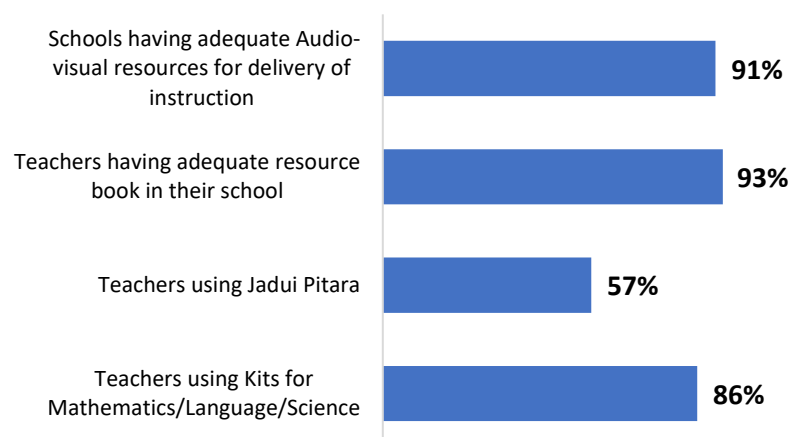 Schools having adequate Audio-
visual resources for delivery of
instruction
91%
Teachers having adequate resource
book in their school
93%
Teachers using Jadui Pitara
57%
Teachers using Kits for
Mathematics/Language/Science
86%